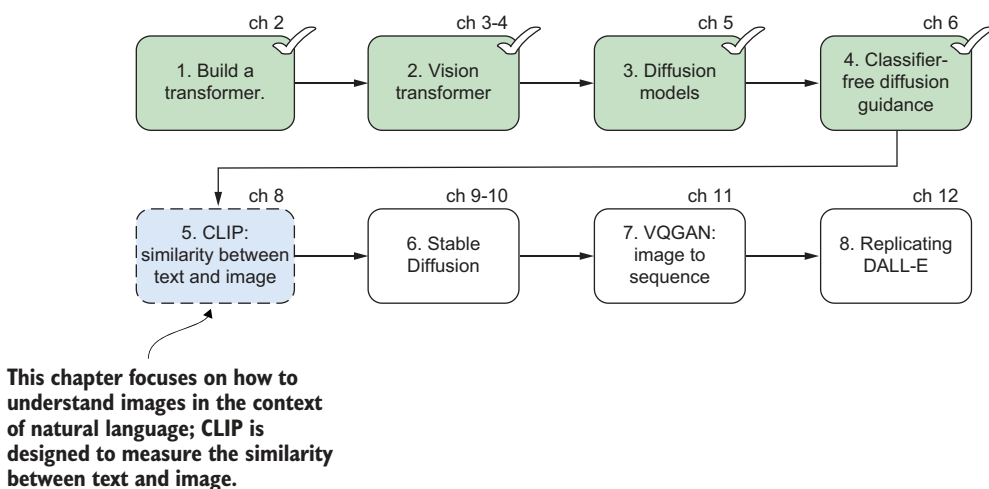 ch 2
ch 3-4
ch 5
ch 6
1. Build a
transformer.
2. Vision
transformer
3. Diffusion
models
4. Classifier-
free diffusion
guidance
ch 8
ch 9-10
ch 11
ch 12
5. CLIP:
similarity between
text and image
6. Stable
Diffusion
7. VQGAN:
image to
sequence
8. Replicating
DALL-E
This chapter focuses on how to
understand images in the context
of natural language; CLIP is
designed to measure the similarity
between text and image.